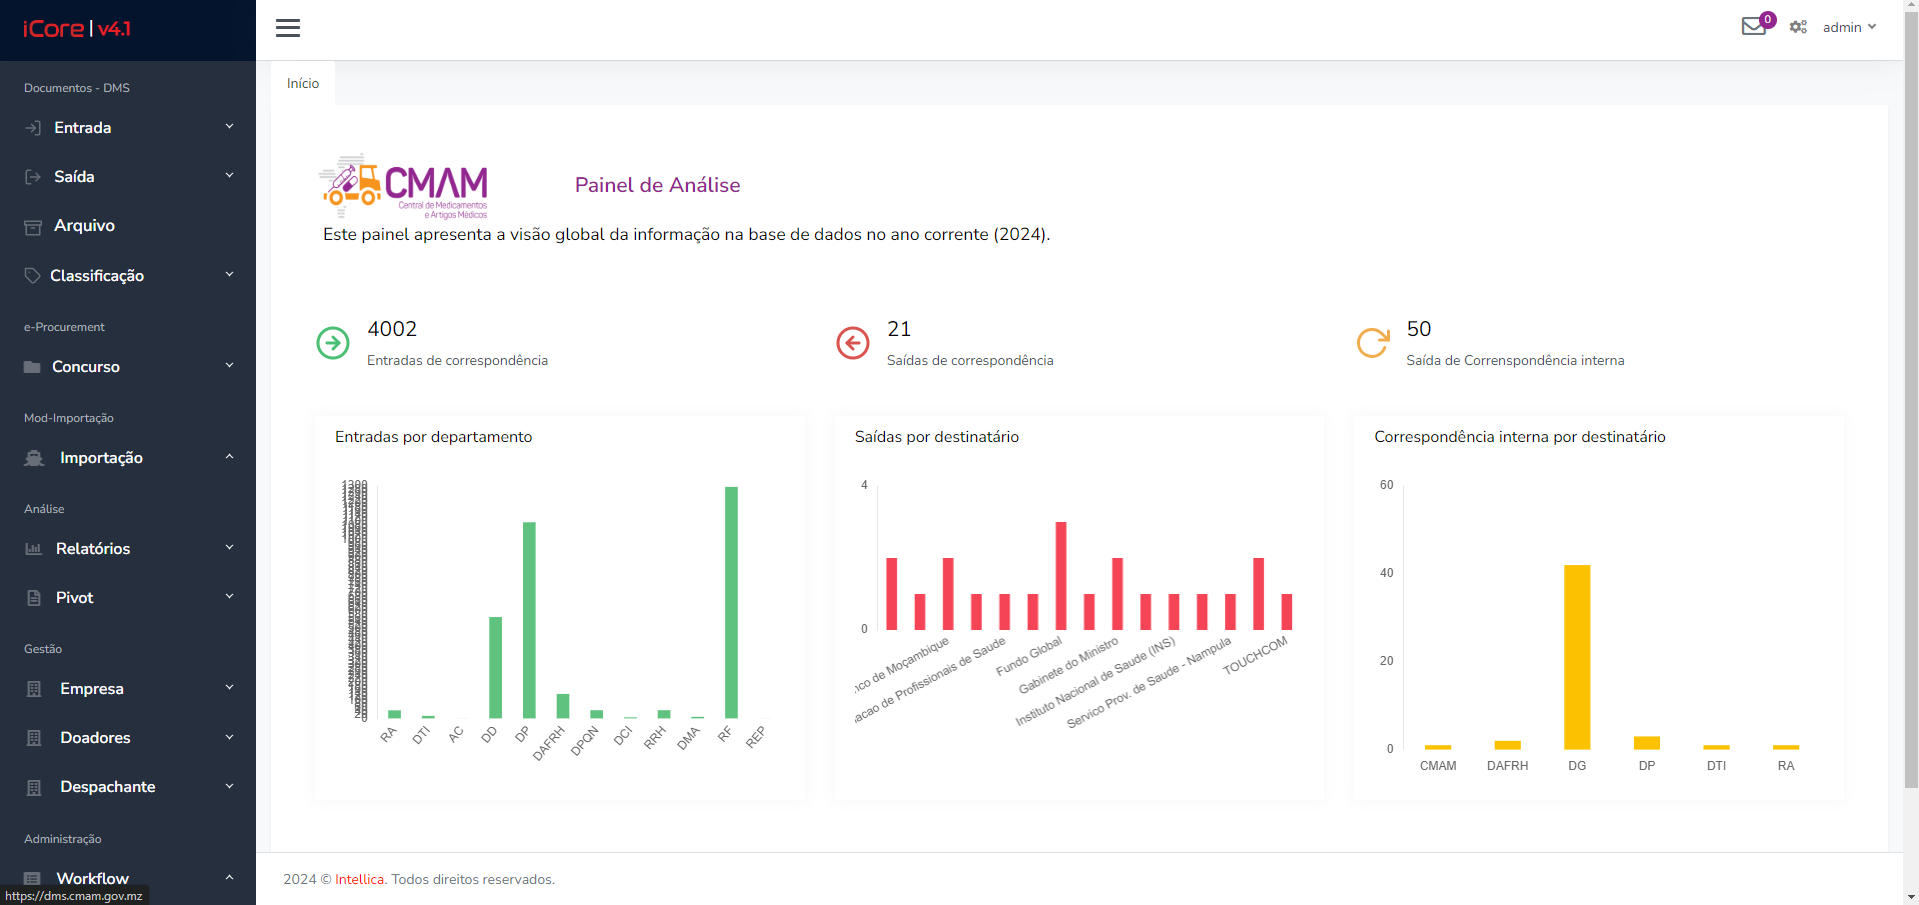 iCore | v4.1
0
admin
Documentos - DMS
Entrada
Saída
Arquivo
Classificação
e-Procurement
Concurso
Mod-Importação
Importação
Análise
Relatórios
Pivot
Gestão
Empresa
Doadores
Despachante
Administração
Workflow
https://dms.cmam.gov.mz
Início
CMAM
Central de Medicamentos
e Artigos Médicos
Painel de Análise
Este painel apresenta a visão global da informação na base de dados no ano corrente (2024).
4002
Entradas de correspondência
21
Saídas de correspondência
50
Saída de Correnspondência interna
Entradas por departamento
1300
0
RA
DTI
AC
DD
DP
DAFRH
DPQN
DCI
RRH
DMA
RF
REP
Saídas por destinatário
4
0
nco de Moçambique
acao de Profissionais de Saude
Fundo Global
Gabinete do Ministro
Instituto Nacional de Saude (INS)
Servico Prov. de Saude - Nampula
TOUCHCOM
Correspondência interna por destinatário
60
40
20
0
CMAM
DAFRH
DG
DP
DTI
RA
2024 © Intellica. Todos direitos reservados.